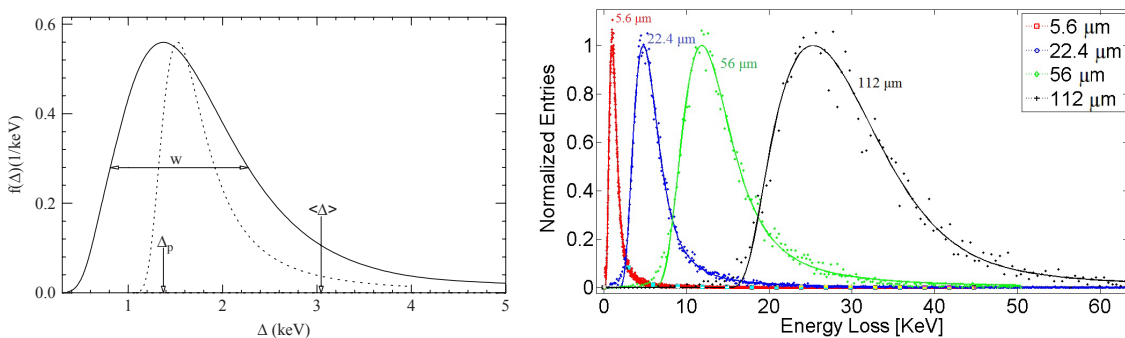 0.6
0.4
0.2
0.0
f(Δ)(1/keV)
w
<Δ>
Δp
1 2 3 4 5
Δ (keV)
1
0.8
0.6
0.4
0.2
0
Normalized Entries
5.6 μm
22.4 μm
56 μm
112 μm
5.6 μm
22.4 μm
56 μm
112 μm
0 10 20 30 40 50 60
Energy Loss [KeV]